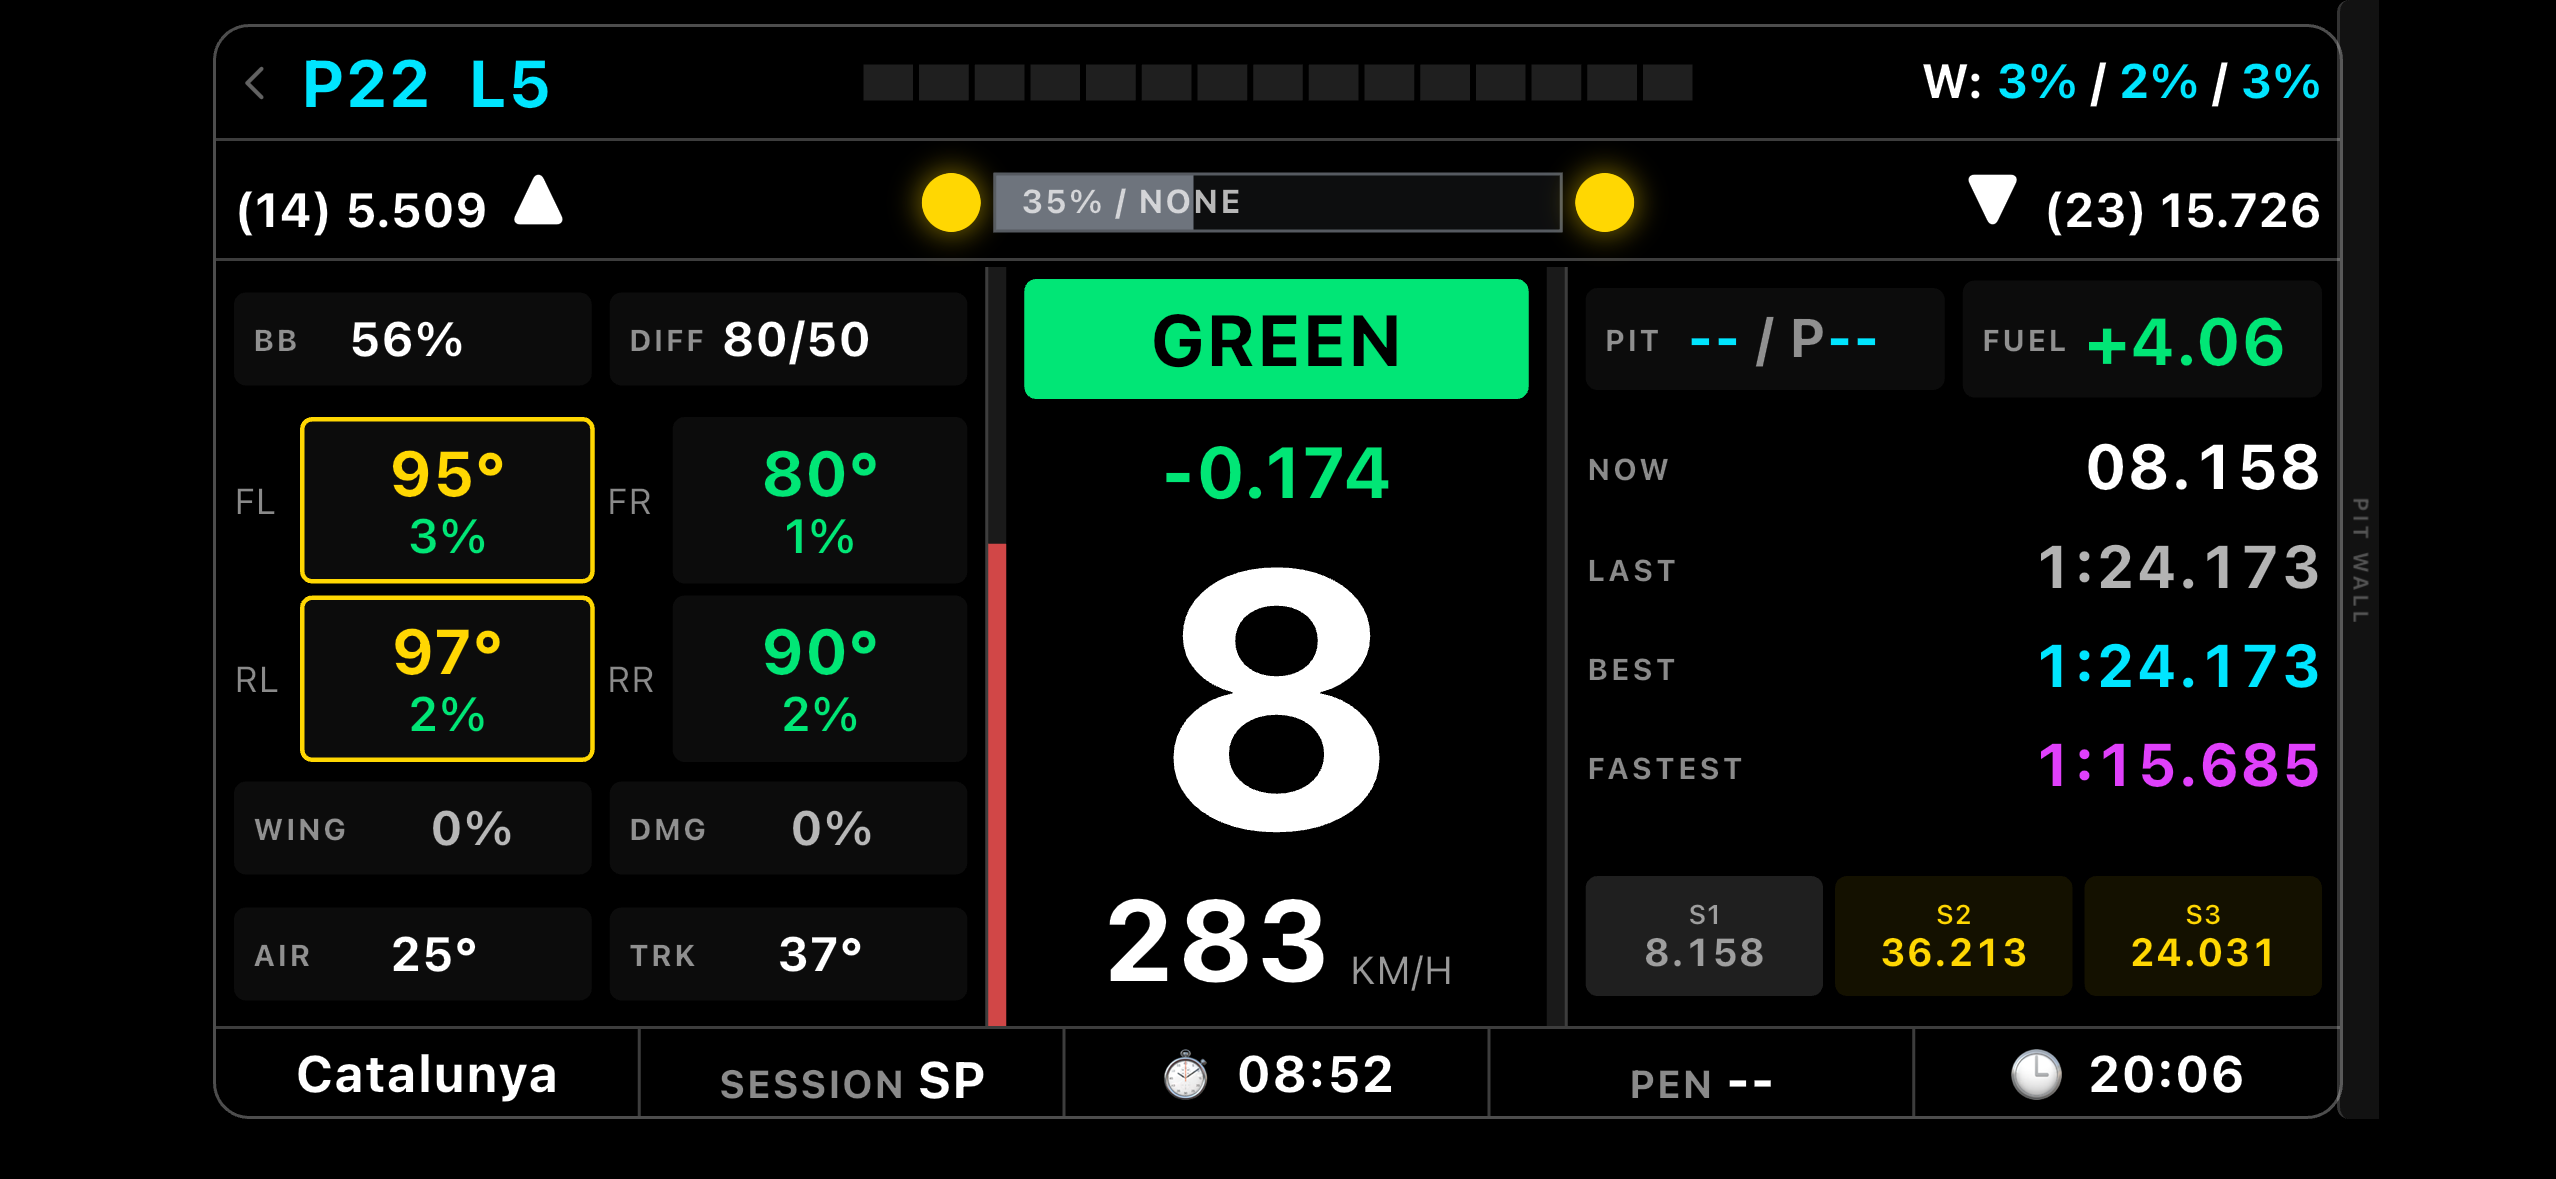 P22 L5
W: 3% / 2% / 3%
(14) 5.509
35% / NONE
(23) 15.726
BB 56%
DIFF 80/50
GREEN
PIT -- / P--
FUEL +4.06
FL 95° 3%
FR 80° 1%
RL 97° 2%
RR 90° 2%
WING 0%
DMG 0%
AIR 25°
TRK 37°
-0.174
8
283 KM/H
NOW 08.158
LAST 1:24.173
BEST 1:24.173
FASTEST 1:15.685
S1
8.158
S2
36.213
S3
24.031
PIT WALL
Catalunya
SESSION SP
08:52
PEN --
20:06